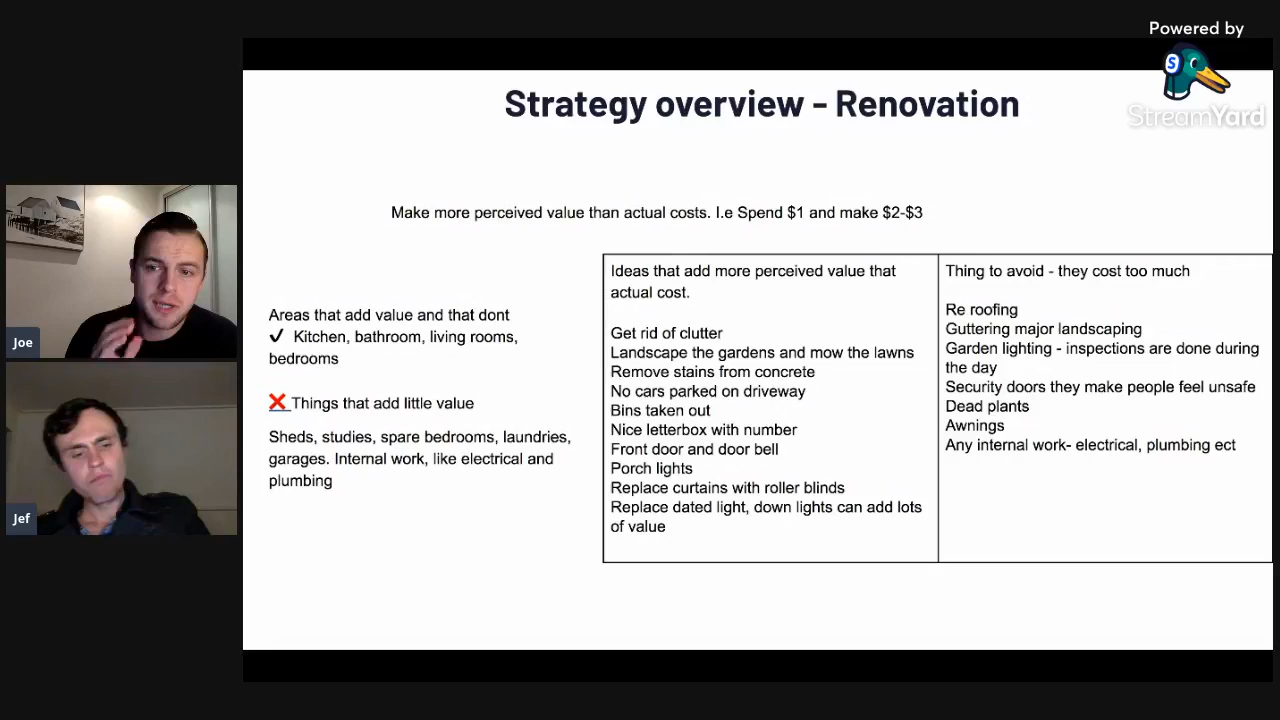 Powered by
StreamYard
Strategy overview - Renovation
Make more perceived value than actual costs. I.e Spend $1 and make $2-$3
Joe
Jef
Areas that add value and that dont
✓ Kitchen, bathroom, living rooms,
bedrooms
❌ Things that add little value
Sheds, studies, spare bedrooms, laundries,
garages. Internal work, like electrical and
plumbing
Ideas that add more perceived value that
actual cost.
Get rid of clutter
Landscape the gardens and mow the lawns
Remove stains from concrete
No cars parked on driveway
Bins taken out
Nice letterbox with number
Front door and door bell
Porch lights
Replace curtains with roller blinds
Replace dated light, down lights can add lots
of value
Thing to avoid - they cost too much
Re roofing
Guttering major landscaping
Garden lighting - inspections are done during
the day
Security doors they make people feel unsafe
Dead plants
Awnings
Any internal work- electrical, plumbing ect